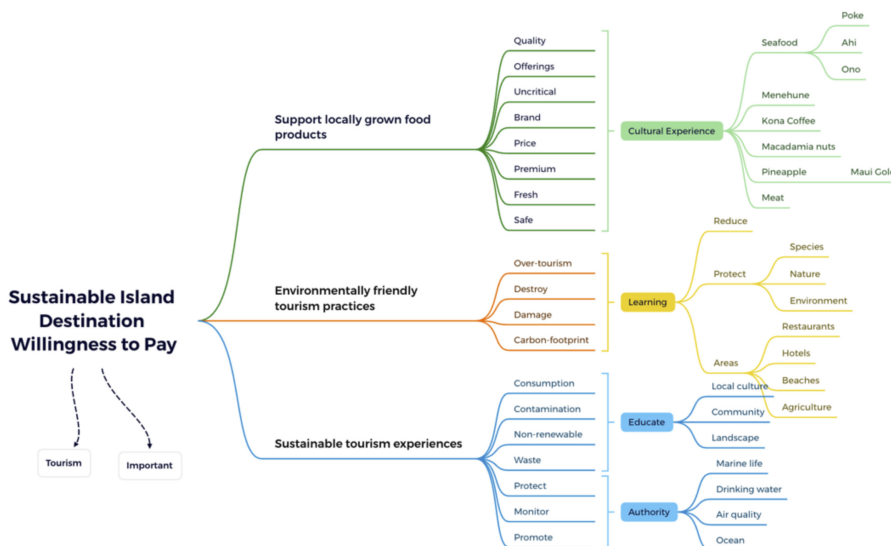 Sustainable Island
Destination
Willingness to Pay
Tourism
Important
Support locally grown food
products
Quality
Offerings
Uncritical
Brand
Price
Premium
Fresh
Safe
Cultural Experience
Seafood
Poke
Ahi
Ono
Menehune
Kona Coffee
Macadamia nuts
Pineapple
Maui Gol
Meat
Environmentally friendly
tourism practices
Over-tourism
Destroy
Damage
Carbon-footprint
Learning
Reduce
Protect
Species
Nature
Environment
Areas
Restaurants
Hotels
Beaches
Agriculture
Sustainable tourism experiences
Consumption
Contamination
Non-renewable
Waste
Educate
Local culture
Community
Landscape
Protect
Monitor
Promote
Authority
Marine life
Drinking water
Air quality
Ocean